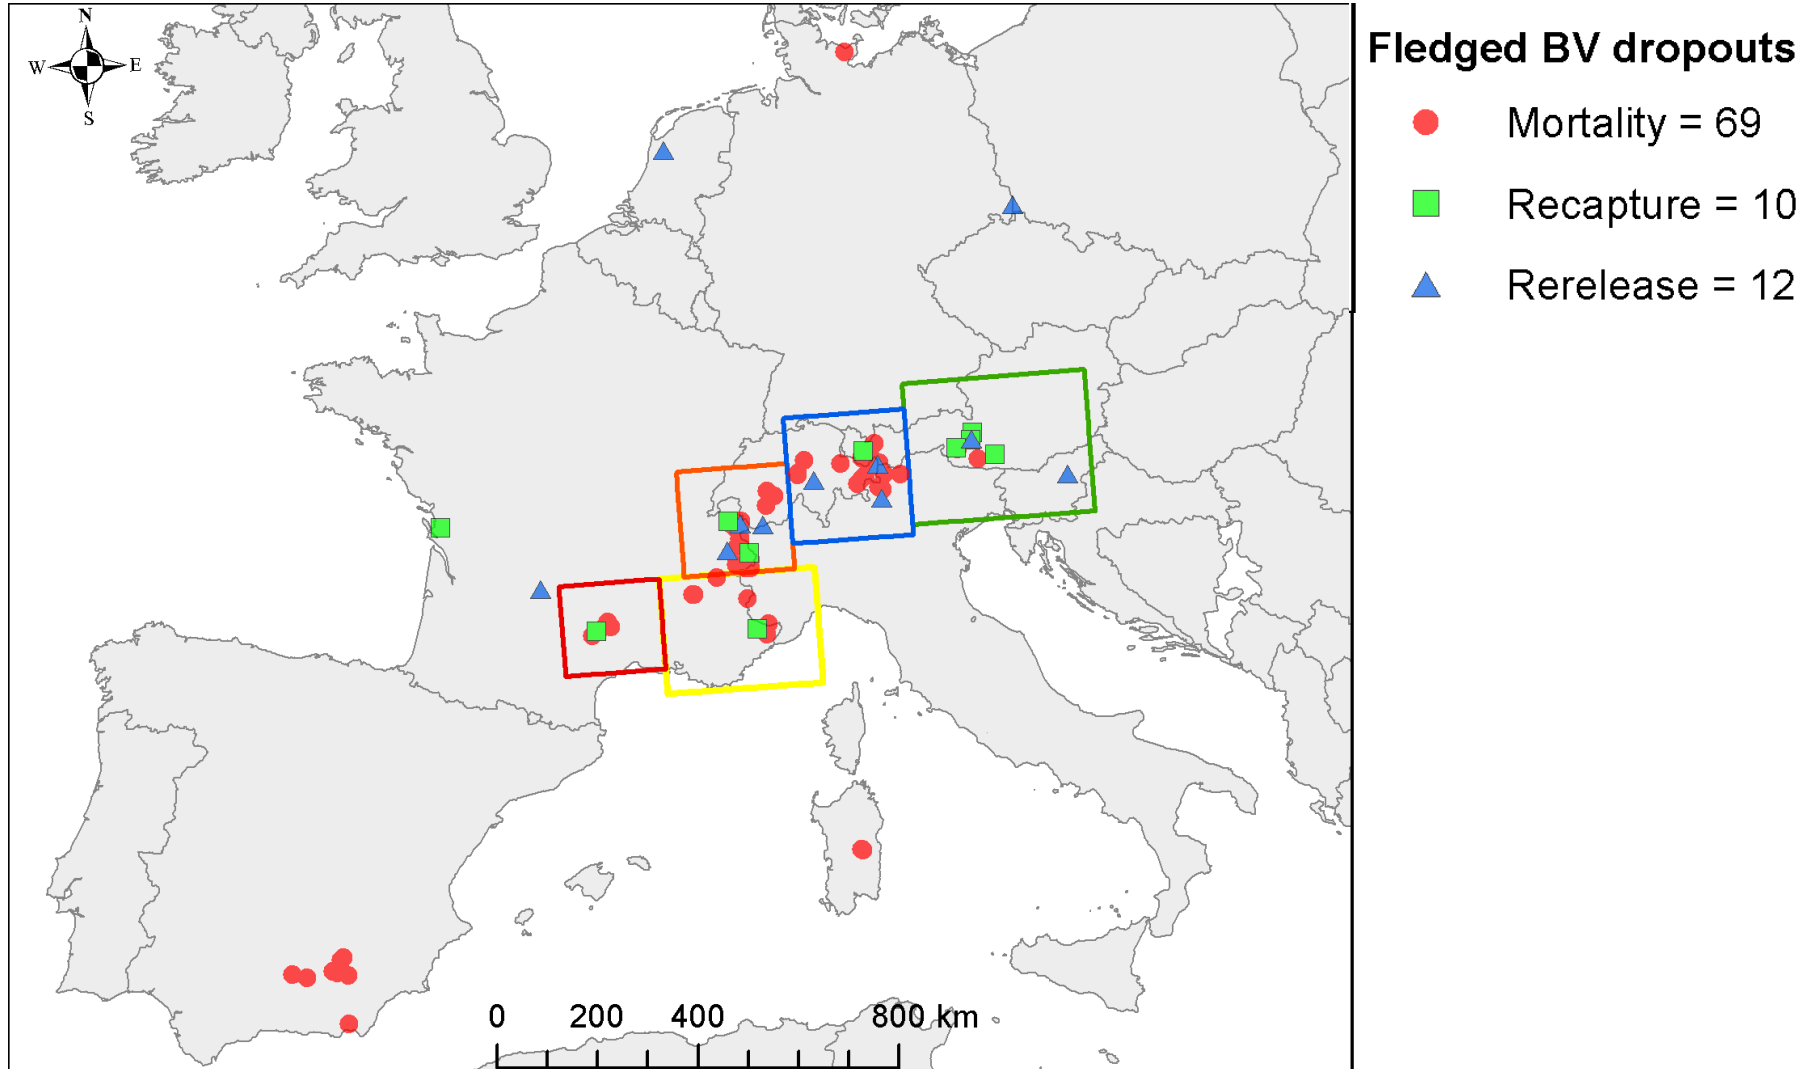 N
W E
S
Fledged BV dropouts
Mortality = 69
Recapture = 10
Rerelease = 12
0 200 400 800 km